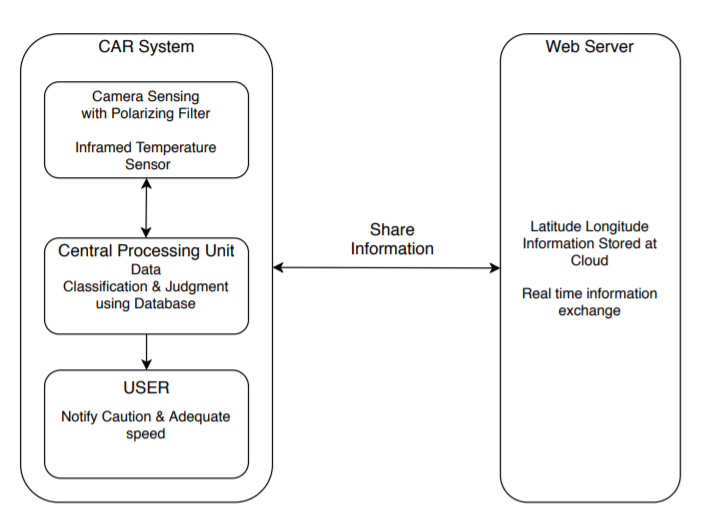 CAR System
Camera Sensing
with Polarizing Filter
Inframed Temperature
Sensor
Central Processing Unit
Data
Classification & Judgment
using Database
USER
Notify Caution & Adequate
speed
Share
Information
Web Server
Latitude Longitude
Information Stored at
Cloud
Real time information
exchange